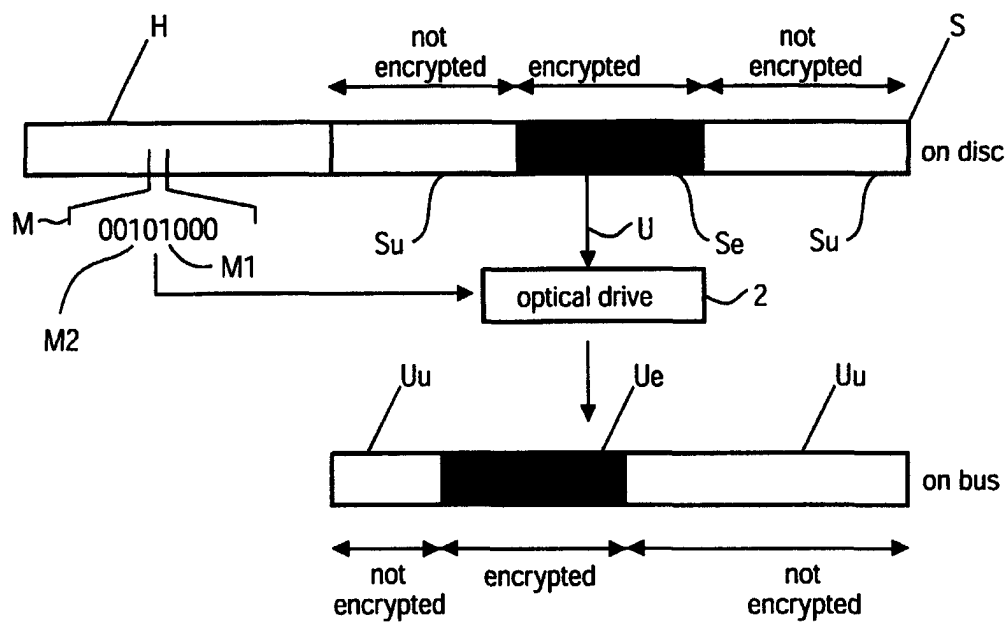 H
not encrypted
encrypted
not encrypted
S
on disc
M
00101000
M1
M2
Su
U
Se
Su
optical drive
2
Uu
Ue
Uu
on bus
not encrypted
encrypted
not encrypted